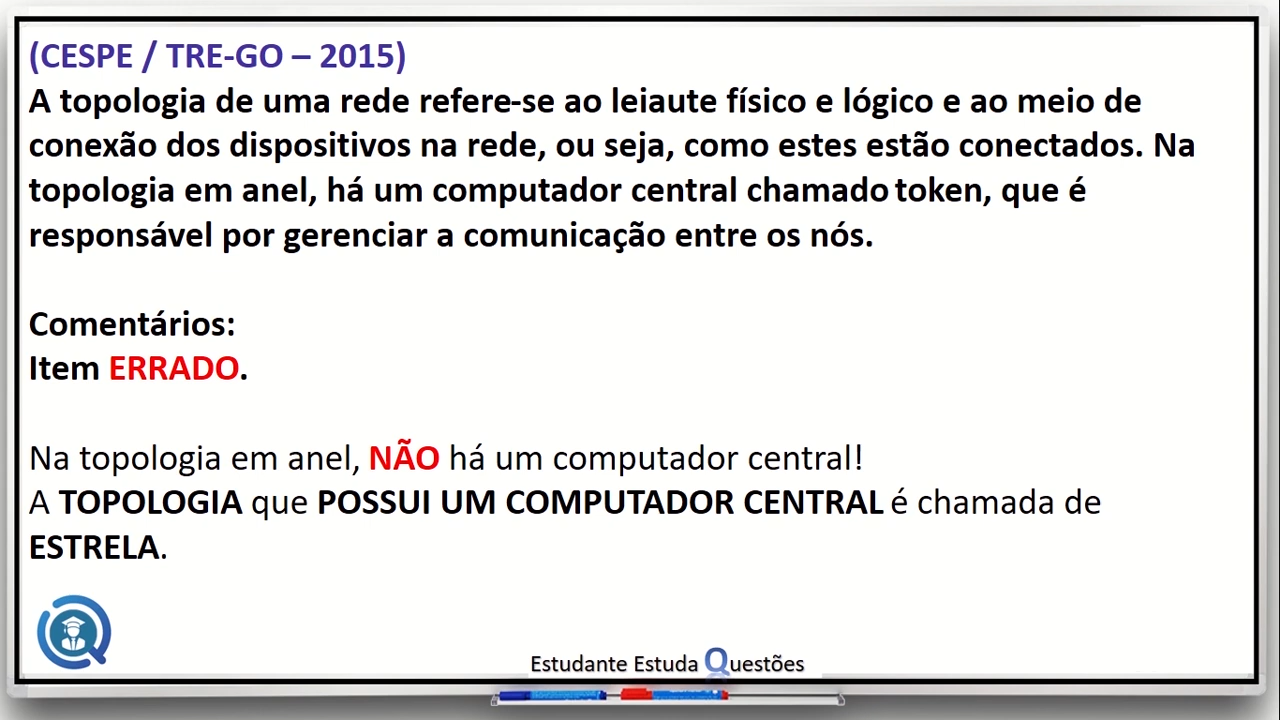 (CESPE / TRE-GO – 2015)
A topologia de uma rede refere-se ao leiaute físico e lógico e ao meio de
conexão dos dispositivos na rede, ou seja, como estes estão conectados. Na
topologia em anel, há um computador central chamado token, que é
responsável por gerenciar a comunicação entre os nós.
Comentários:
Item ERRADO.
Na topologia em anel, NÃO há um computador central!
A TOPOLOGIA que POSSUI UM COMPUTADOR CENTRAL é chamada de
ESTRELA.
Estudante Estuda Questões